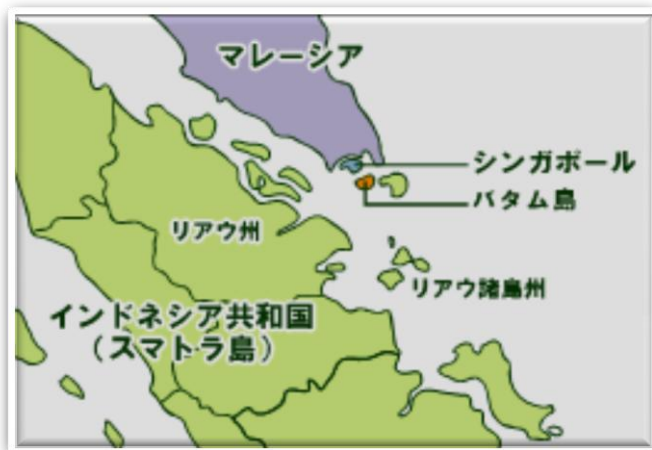 マレーシア
シンガポール
バタム島
リアウ州
リアウ諸島州
インドネシア共和国
（スマトラ島）